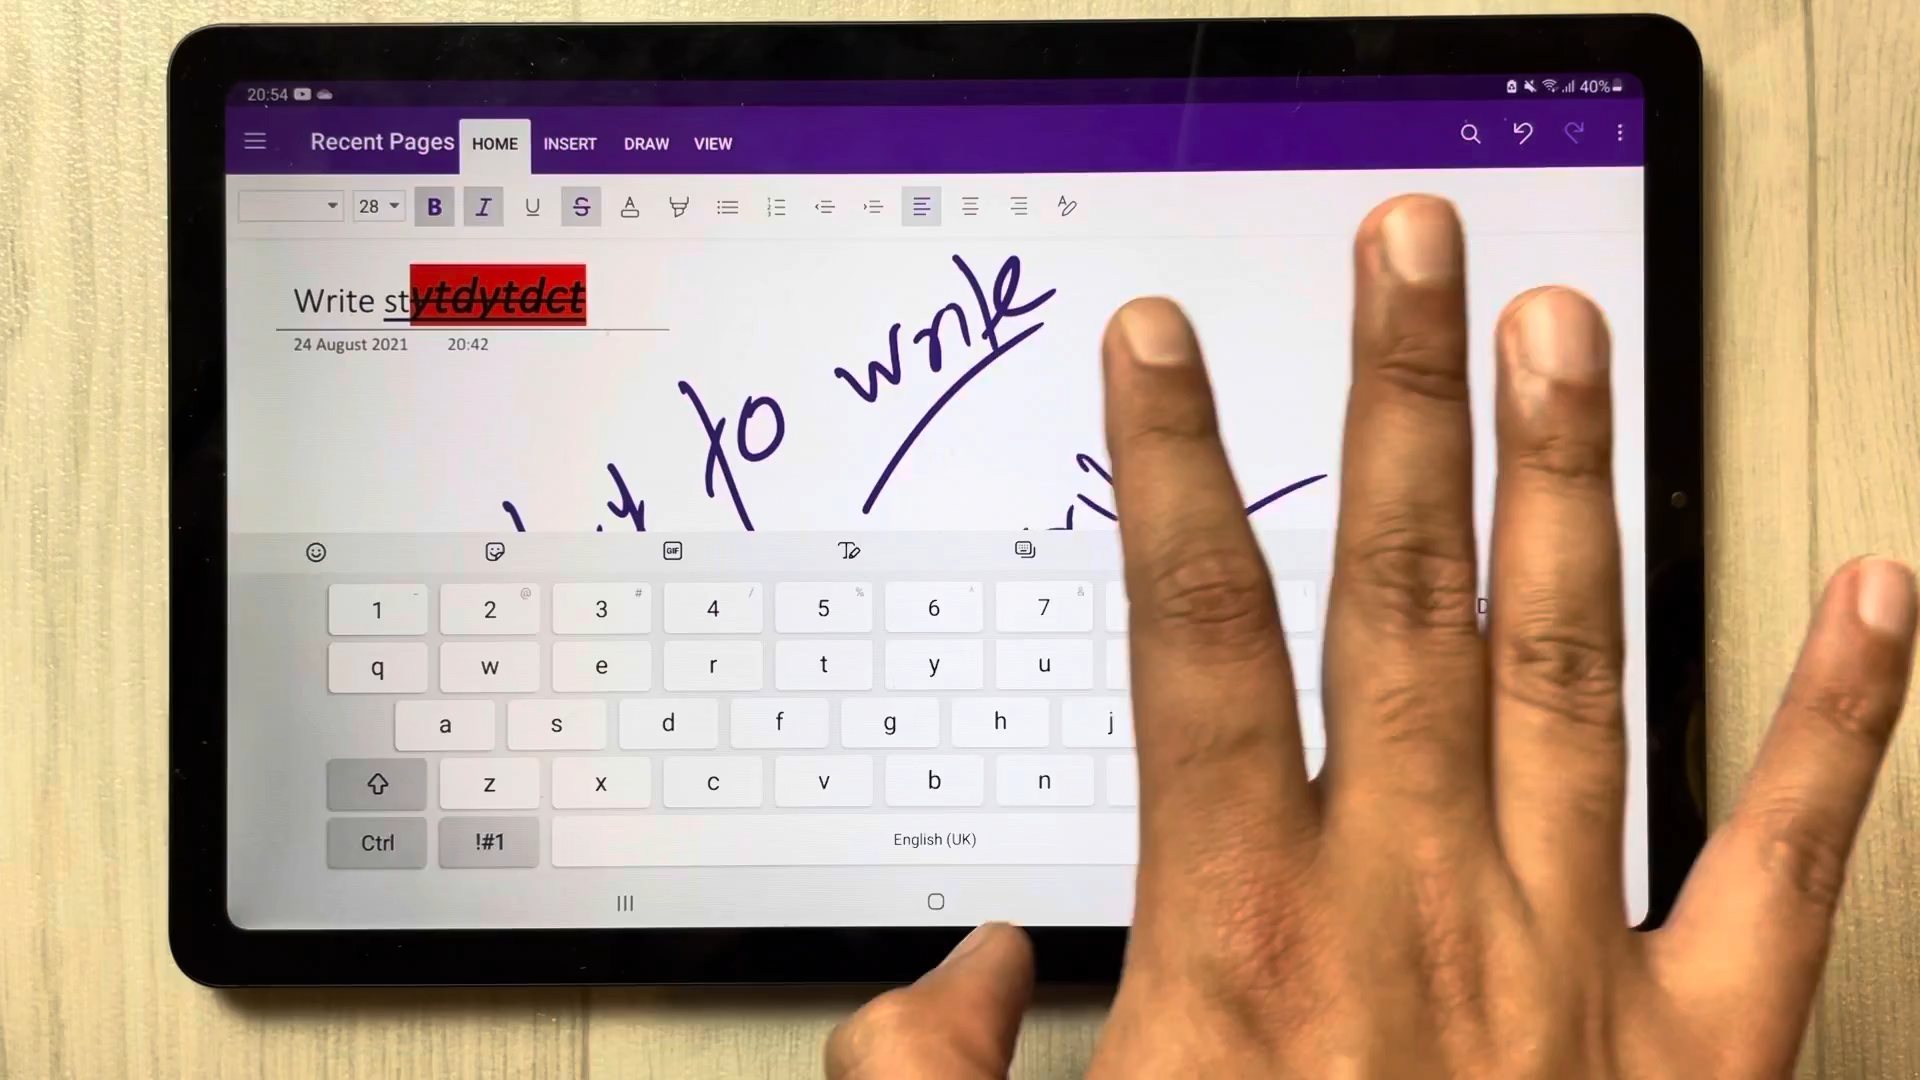 20:54 40%
Recent Pages HOME INSERT DRAW VIEW
28 B I U S A A
Write stytdytdct
24 August 2021 20:42
to write
GIF T
1 - 2 @ 3 # 4 / 5 % 6 ^ 7 &
q w e r t y u
a s d f g h j
z x c v b n
Ctrl !#1 English (UK)